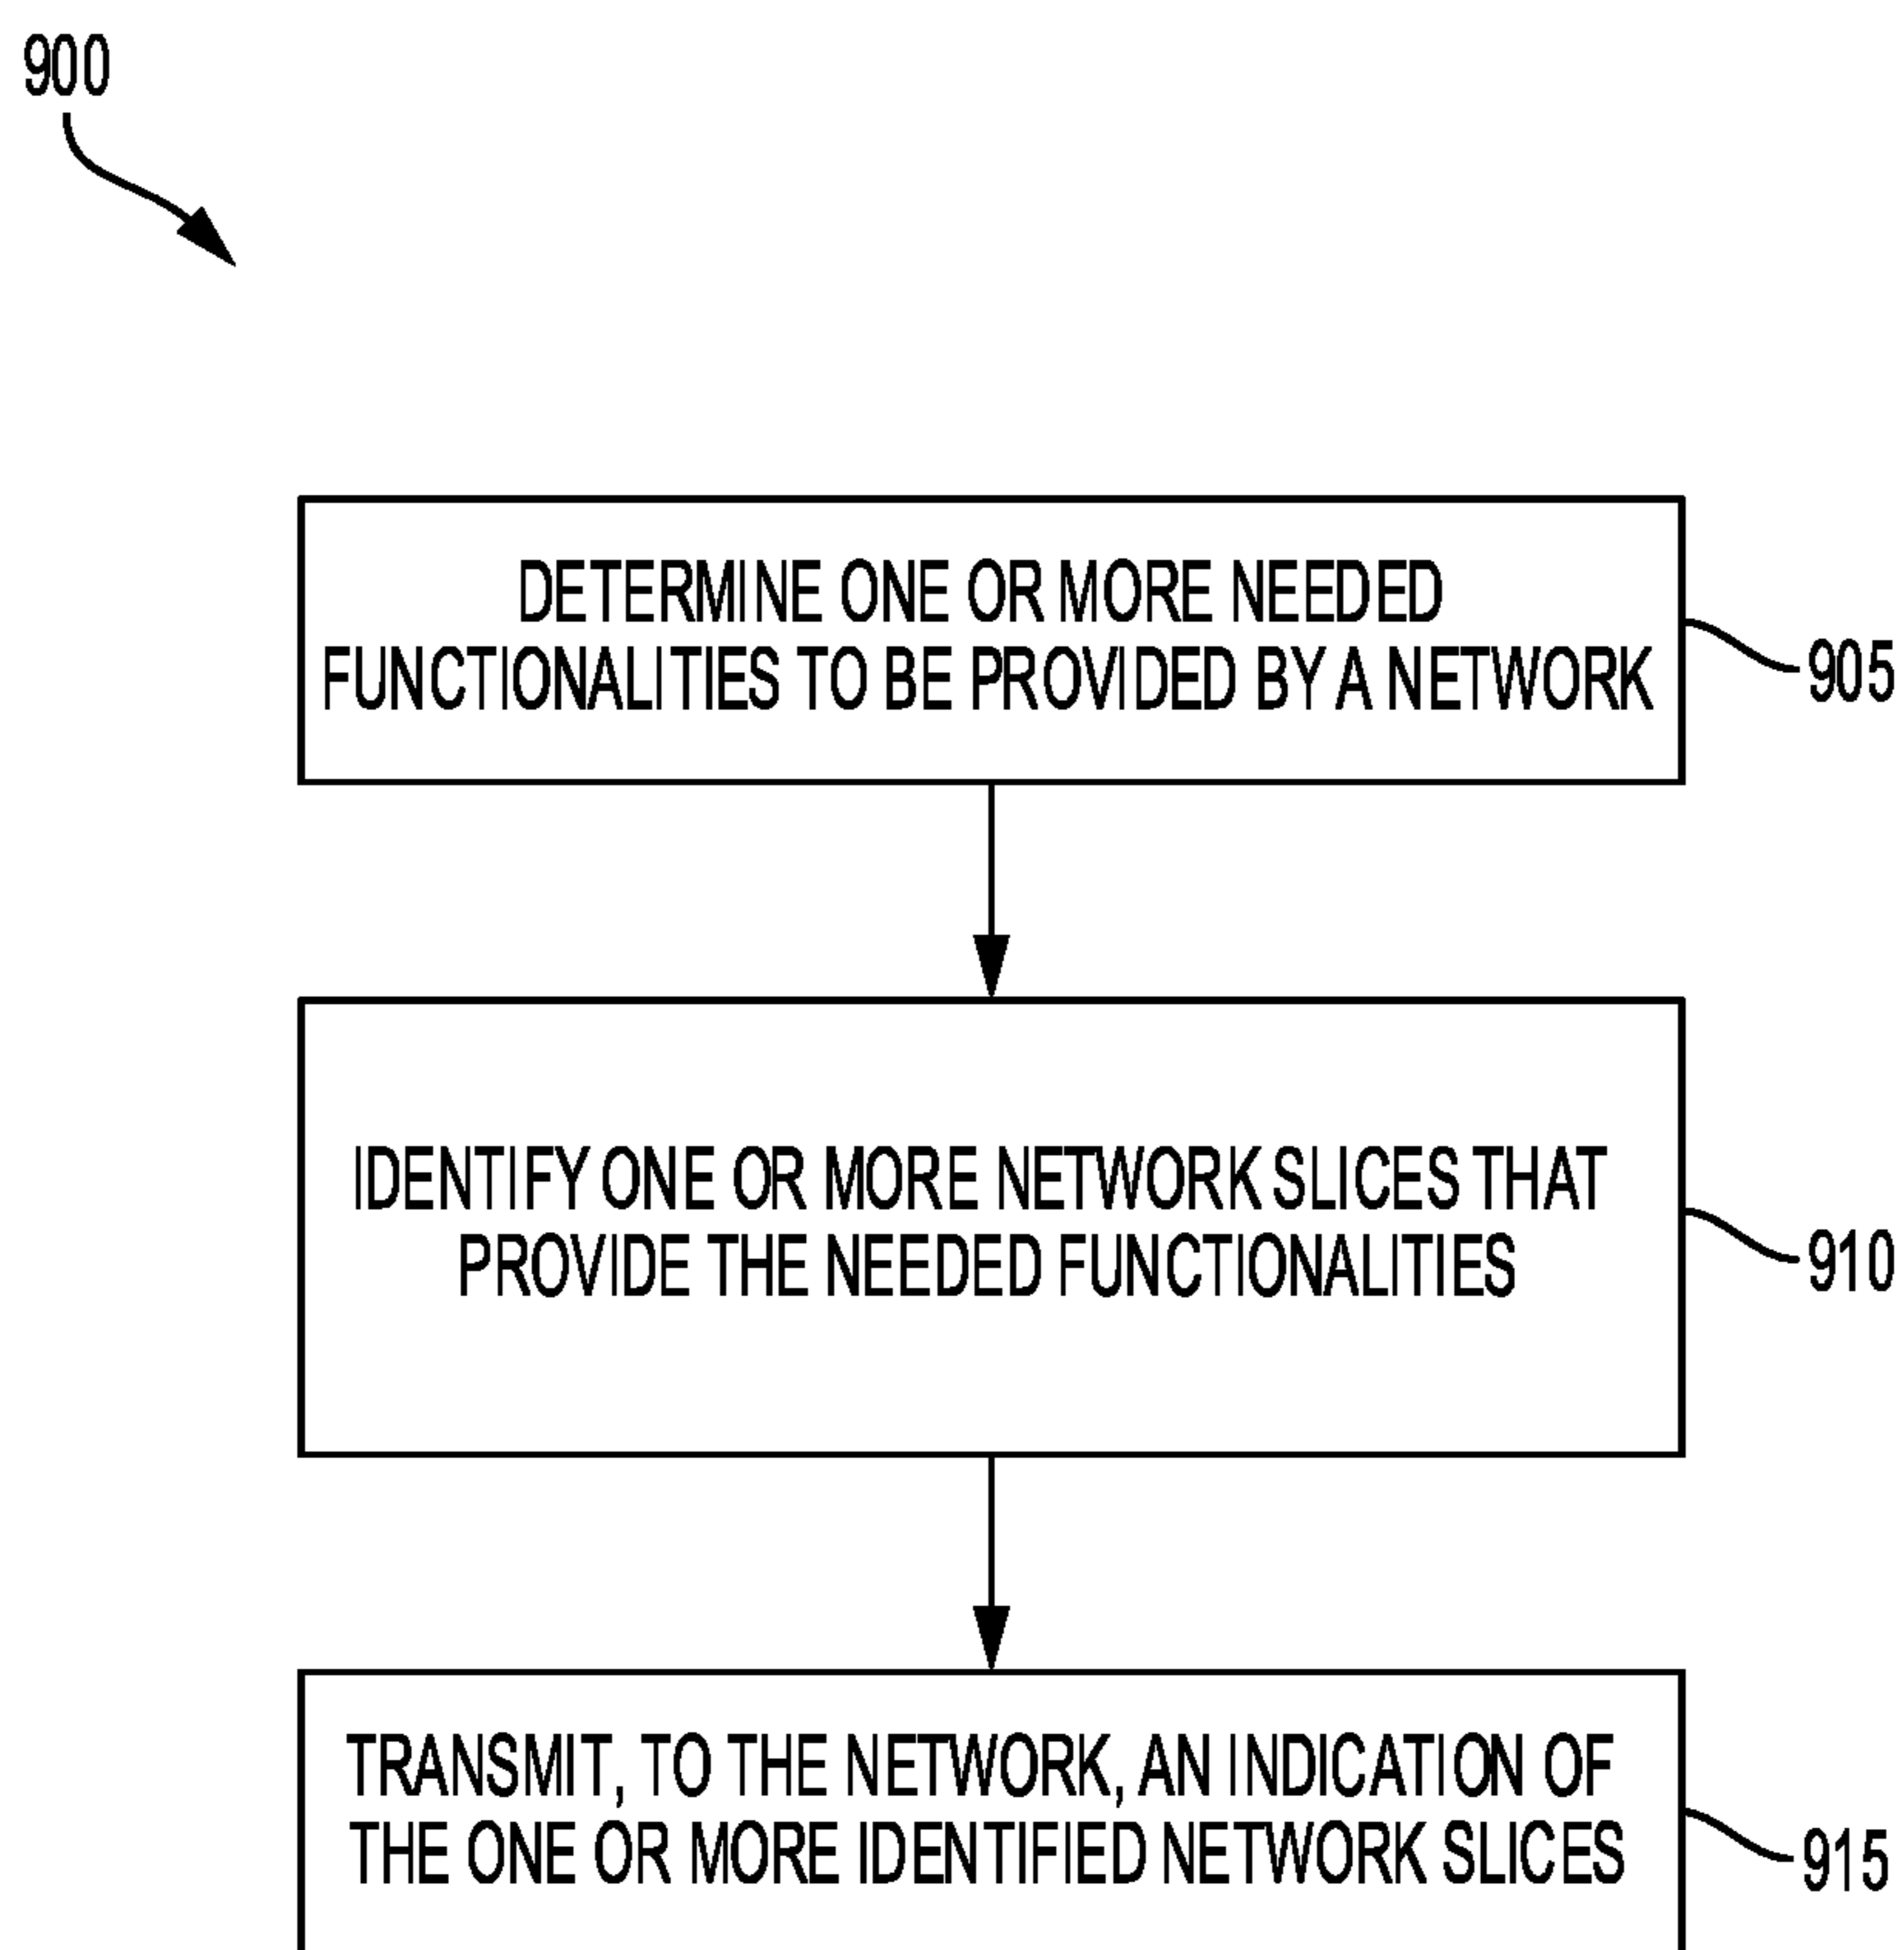 900
DETERMINE ONE OR MORE NEEDED
FUNCTIONALITIES TO BE PROVIDED BY A NETWORK
905
IDENTIFY ONE OR MORE NETWORK SLICES THAT
PROVIDE THE NEEDED FUNCTIONALITIES
910
TRANSMIT, TO THE NETWORK, AN INDICATION OF
THE ONE OR MORE IDENTIFIED NETWORK SLICES
915